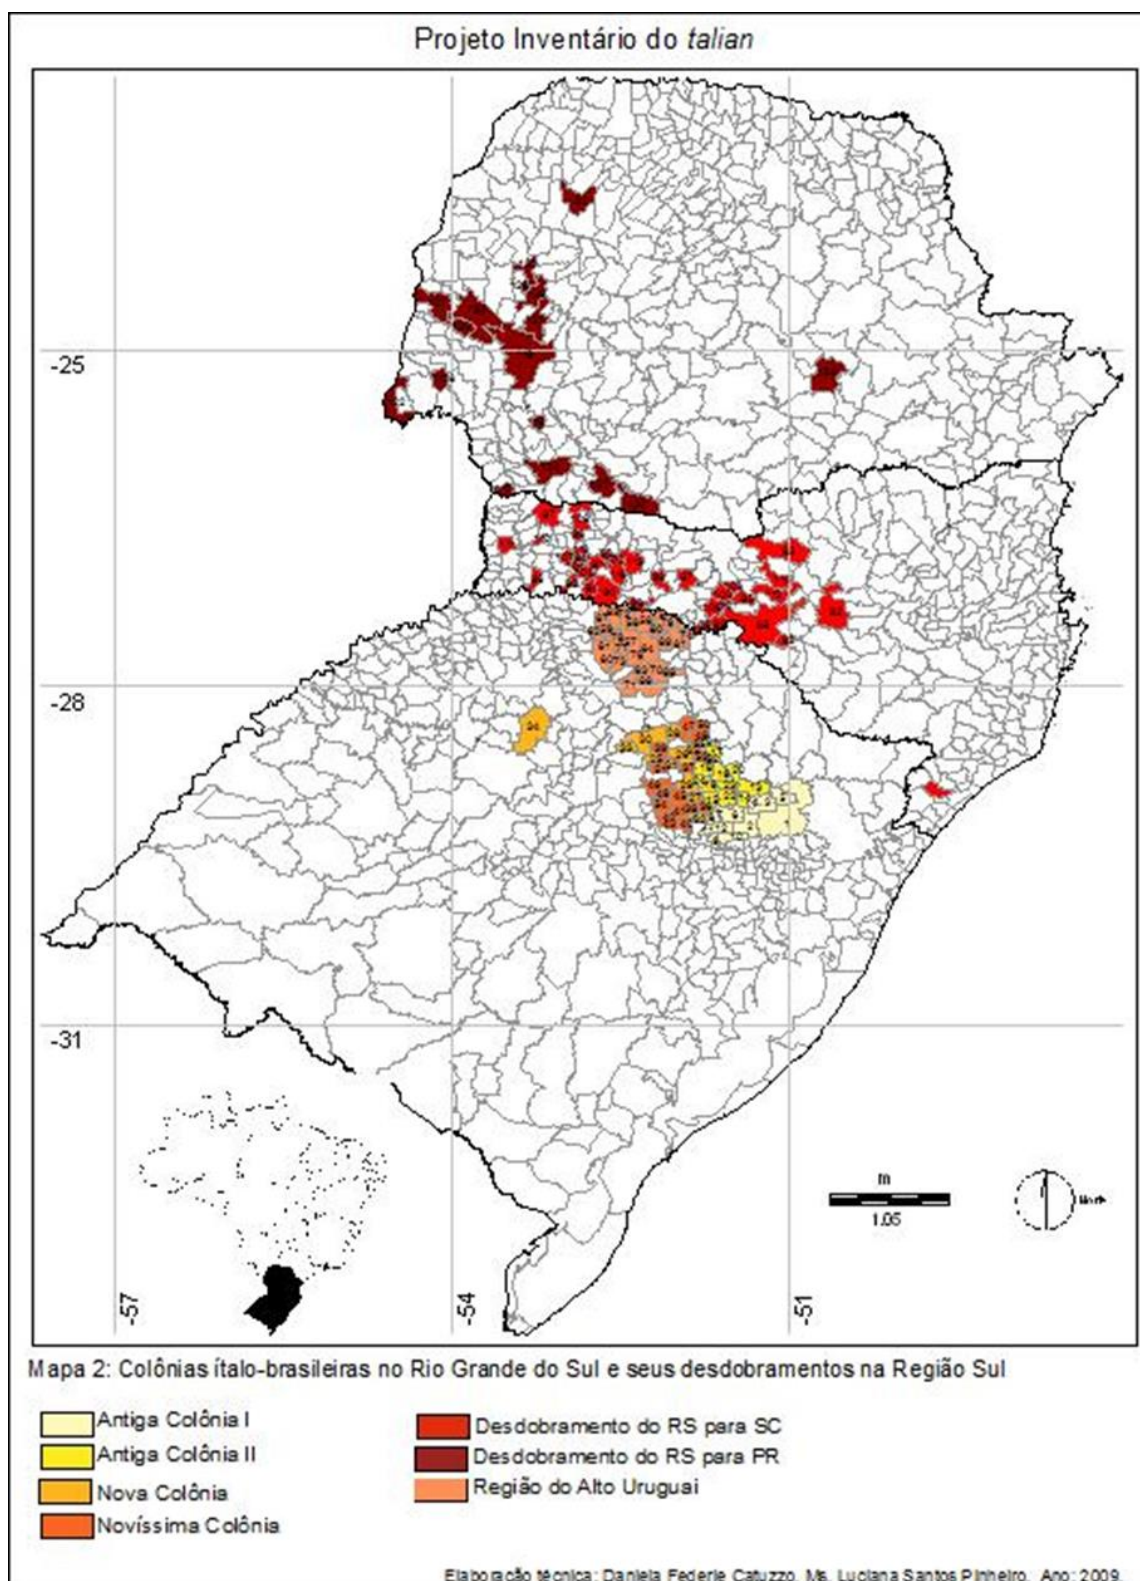 Projeto Inventário do talian
-25
-28
-31
-57
-54
-51
m
1.05
North
Mapa 2: Colônias ítalo-brasileiras no Rio Grande do Sul e seus desdobramentos na Região Sul
Antiga Colônia I
Antiga Colônia II
Nova Colônia
Novíssima Colônia
Desdobramento do RS para SC
Desdobramento do RS para PR
Região do Alto Uruguai
Elaboração técnica: Daniela Federle Catuzzo, Ms. Luciana Santos Pinheiro. Ano: 2009.